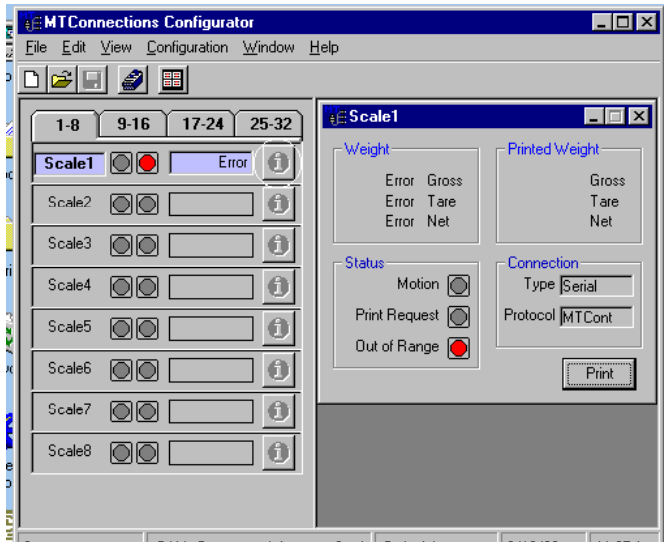 MTConnections Configurator
File Edit View Configuration Window Help
1-8 9-16 17-24 25-32
Scale1 Error
Scale2
Scale3
Scale4
Scale5
Scale6
Scale7
Scale8
Scale1
Weight
Error Gross
Error Tare
Error Net
Printed Weight
Gross
Tare
Net
Status
Motion
Print Request
Out of Range
Connection
Type Serial
Protocol MTCont
Print